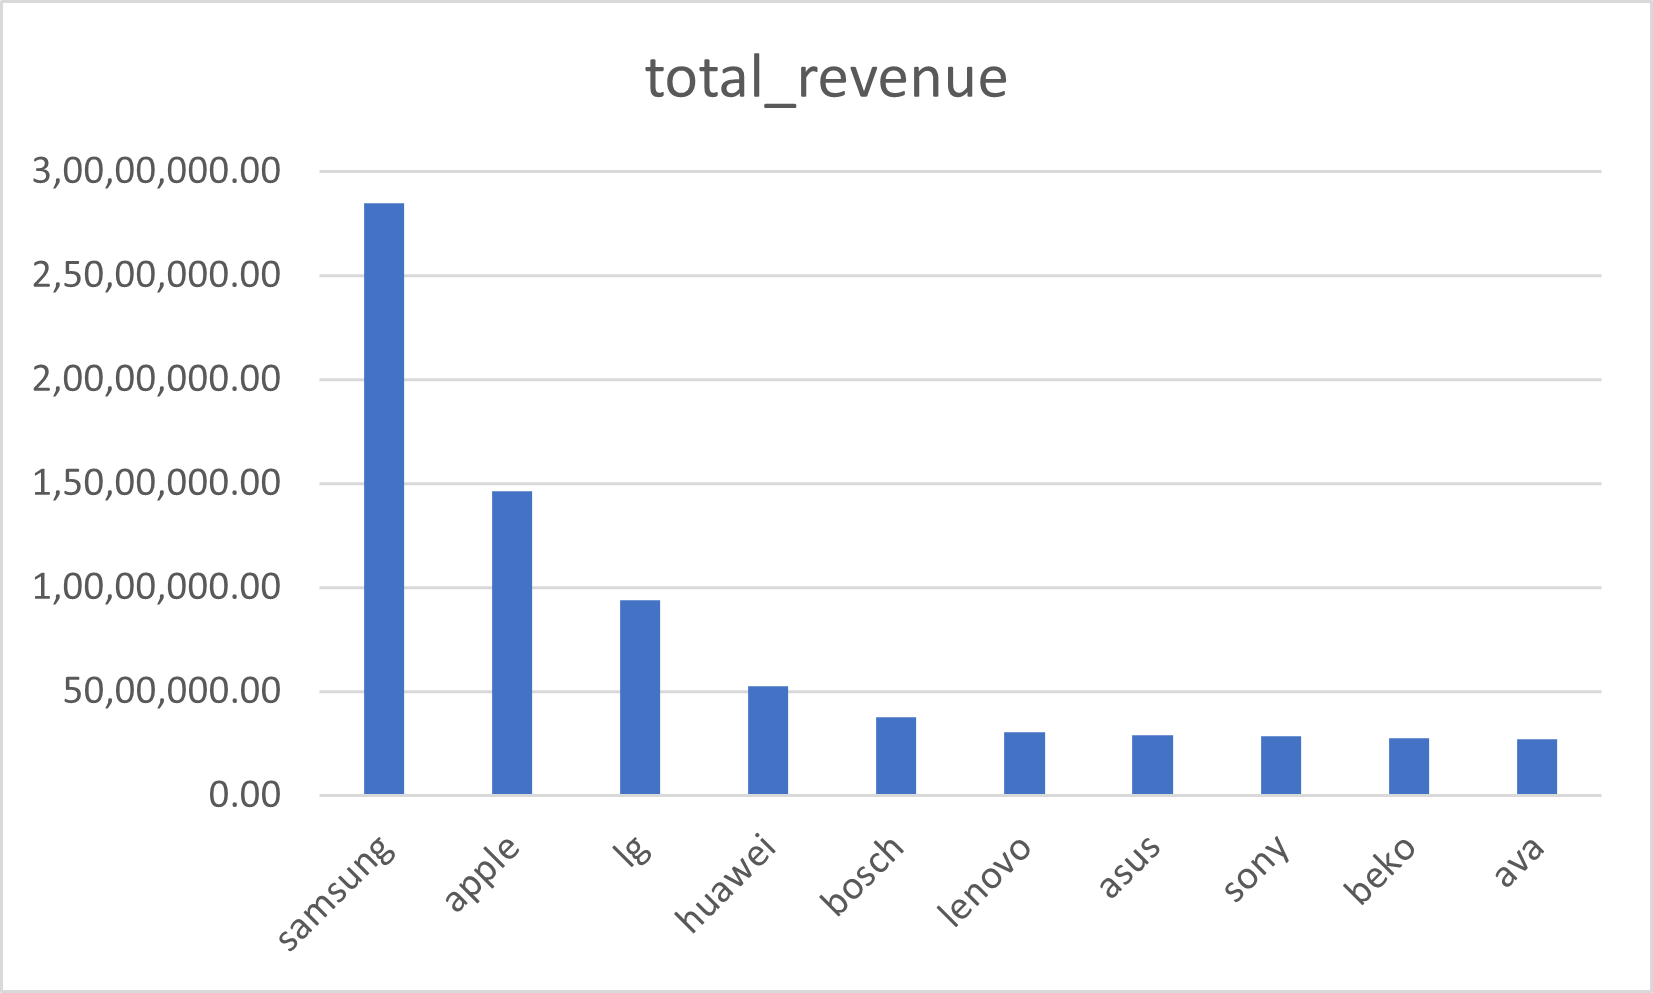 total_revenue
3,00,00,000.00
2,50,00,000.00
2,00,00,000.00
1,50,00,000.00
1,00,00,000.00
50,00,000.00
0.00
samsung
apple
lg
huawei
bosch
lenovo
asus
sony
beko
ava